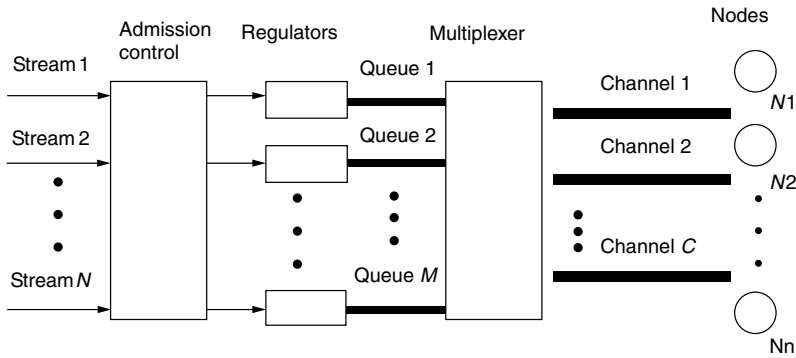 Nodes
Admission control
Regulators
Multiplexer
Stream 1
Queue 1
Channel 1
N1
Stream 2
Queue 2
Channel 2
N2
Channel C
Stream N
Queue M
Nn